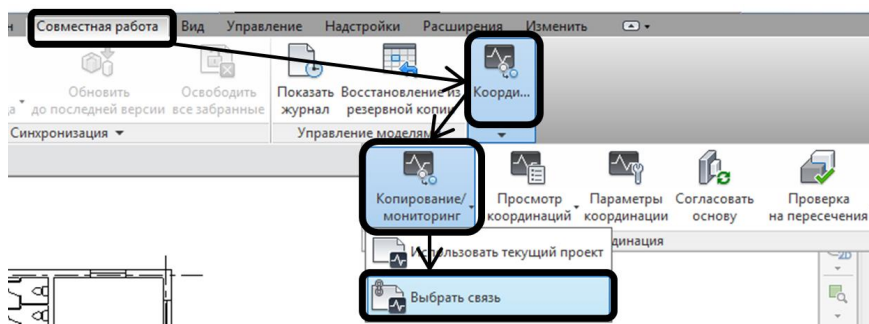 н Совместная работа Вид Управление Надстройки Расширения Изменить
Обновить до последней версии
Освободить все забранные
Показать журнал
Восстановление из резервной копии
Коорди...
Синхронизация
Управление моделями
Копирование/ мониторинг
Просмотр координаций
Параметры координации
Согласовать основу
Проверка на пересечения
Использовать текущий проект
динация
2D
Выбрать связь